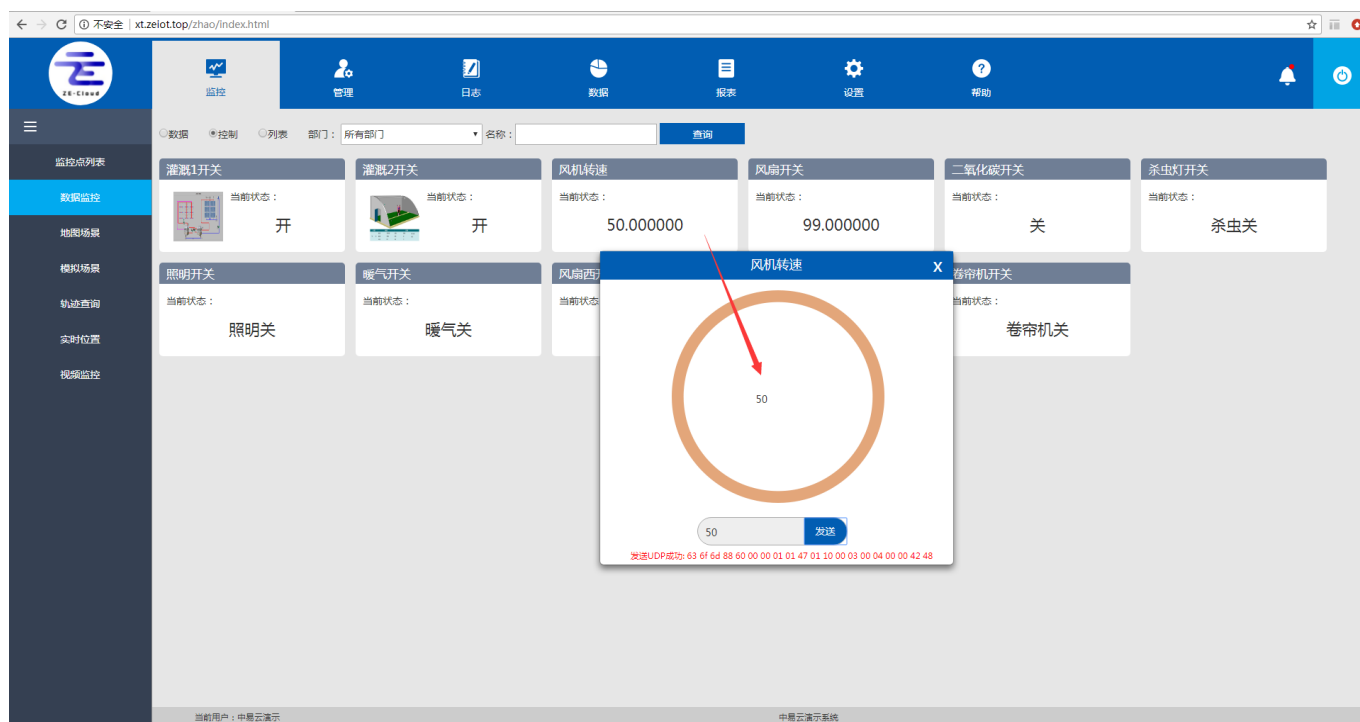 不安全 | xt.zeiot.top/zhao/index.html
ZE-Cloud
监控
管理
日志
数据
报表
设置
帮助
数据 控制 列表 部门： 所有部门 名称： 查询
监控点列表
数据监控
地图场景
模拟场景
轨迹查询
实时位置
视频监控
灌溉1开关
当前状态：
开
灌溉2开关
当前状态：
开
风机转速
当前状态：
50.000000
风扇开关
当前状态：
99.000000
二氧化碳开关
当前状态：
关
杀虫灯开关
当前状态：
杀虫关
照明开关
当前状态：
照明关
暖气开关
当前状态：
暖气关
风扇西
当前状态
卷帘机开关
当前状态：
卷帘机关
风机转速 X
50
50 发送
发送UDP成功: 63 6f 6d 88 60 00 00 01 01 47 01 10 00 03 00 04 00 00 42 48
当前用户：中易云演示
中易云演示系统